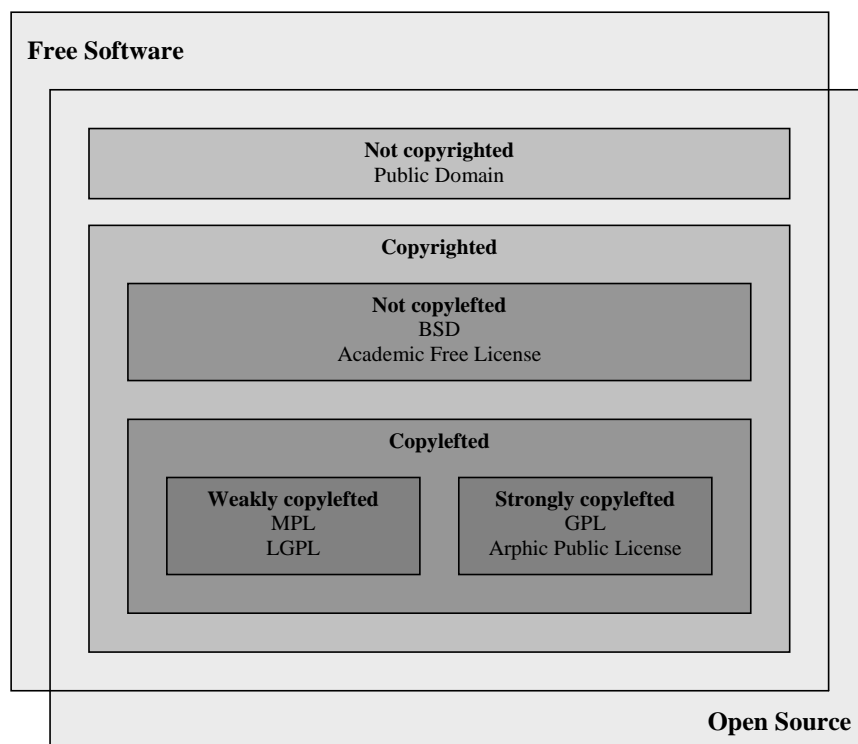 Free Software
Not copyrighted
Public Domain
Copyrighted
Not copylefted
BSD
Academic Free License
Copylefted
Weakly copylefted
MPL
LGPL
Strongly copylefted
GPL
Arphic Public License
Open Source